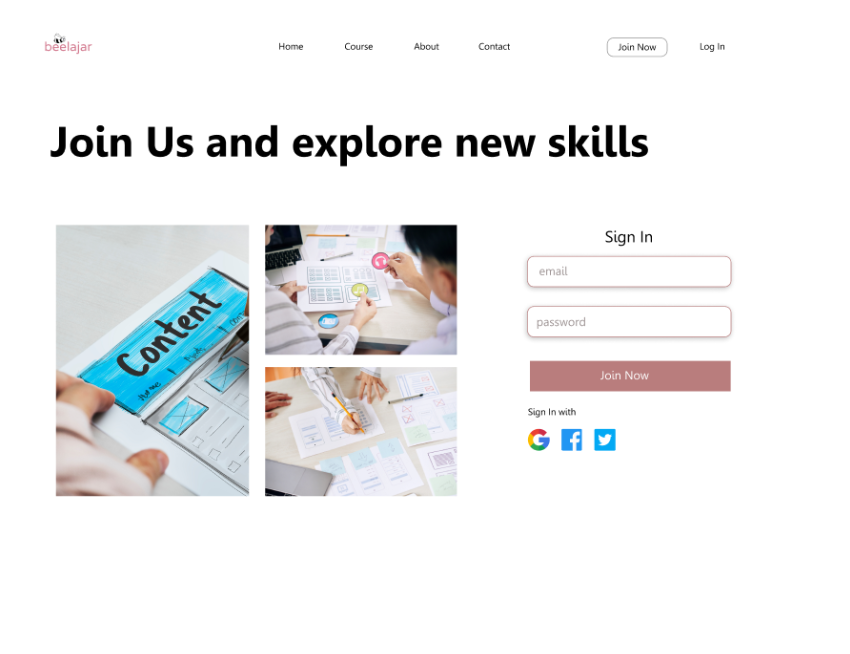 beelajar
Home
Course
About
Contact
Join Now
Log In
Join Us and explore new skills
Content
Home
Sign In
email
password
Join Now
Sign In with